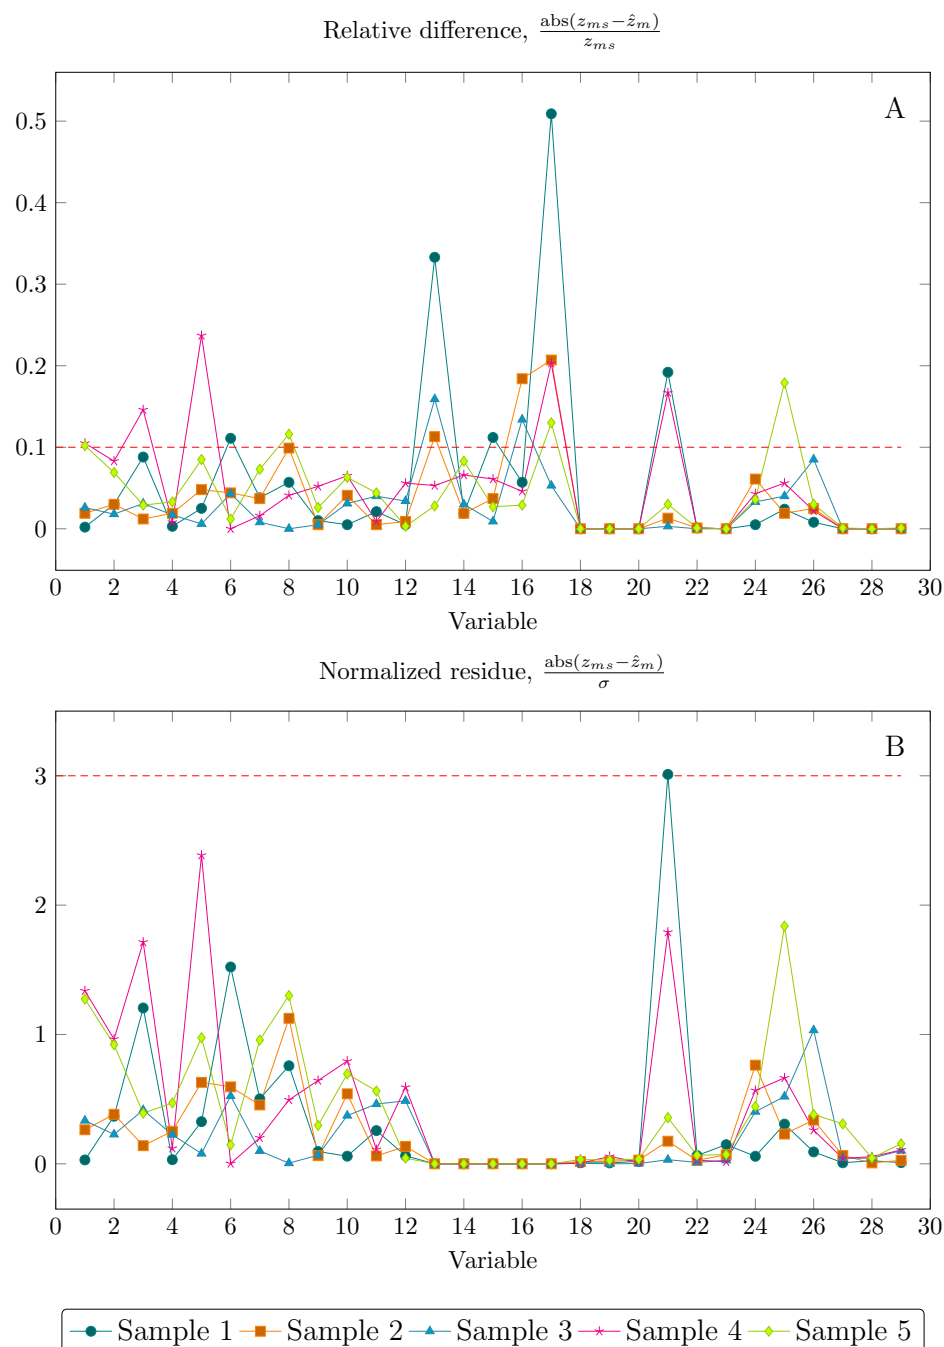 Relative difference, abs(z_ms−ẑ_m)/z_ms
A
0.5
0.4
0.3
0.2
0.1
0
0 2 4 6 8 10 12 14 16 18 20 22 24 26 28 30
Variable
Normalized residue, abs(z_ms−ẑ_m)/σ
B
3
2
1
0
0 2 4 6 8 10 12 14 16 18 20 22 24 26 28 30
Variable
Sample 1 Sample 2 Sample 3 Sample 4 Sample 5